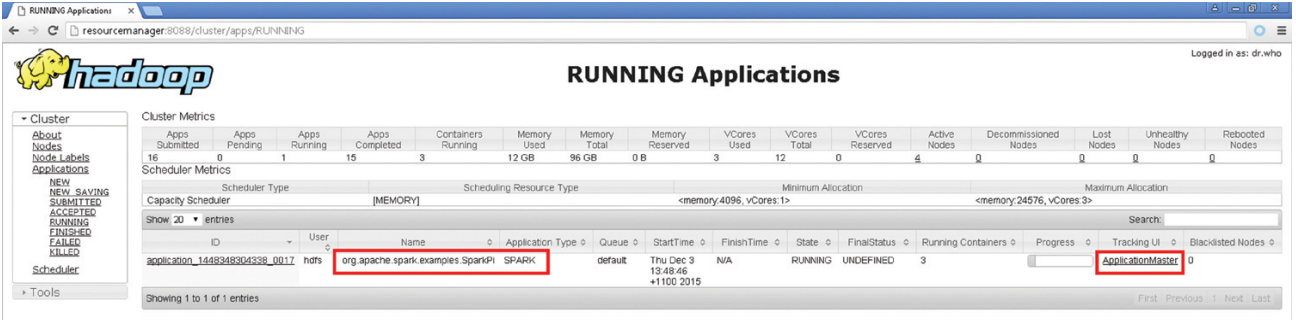 RUNNING Applications
resourcemanager:8088/cluster/apps/RUNNING
Logged in as: dr.who
hadoop
RUNNING Applications
Cluster
About
Nodes
Node Labels
Applications
NEW
NEW_SAVING
SUBMITTED
ACCEPTED
RUNNING
FINISHED
FAILED
KILLED
Scheduler
Tools
Cluster Metrics
Apps Submitted Apps Pending Apps Running Apps Completed Containers Running Memory Used Memory Total Memory Reserved VCores Used VCores Total VCores Reserved Active Nodes Decommissioned Nodes Lost Nodes Unhealthy Nodes Rebooted Nodes
16 0 1 15 3 12 GB 96 GB 0 B 3 12 0 4 0 0 0 0
Scheduler Metrics
Scheduler Type Scheduling Resource Type Minimum Allocation Maximum Allocation
Capacity Scheduler [MEMORY] <memory:4096, vCores:1> <memory:24576, vCores:3>
Show 20 entries Search:
ID User Name Application Type Queue StartTime FinishTime State FinalStatus Running Containers Progress Tracking UI Blacklisted Nodes
application_1448348304338_0017 hdfs org.apache.spark.examples.SparkPi SPARK default Thu Dec 3 N/A RUNNING UNDEFINED 3 ApplicationMaster 0
13:48:46
+1100 2015
Showing 1 to 1 of 1 entries First Previous 1 Next Last